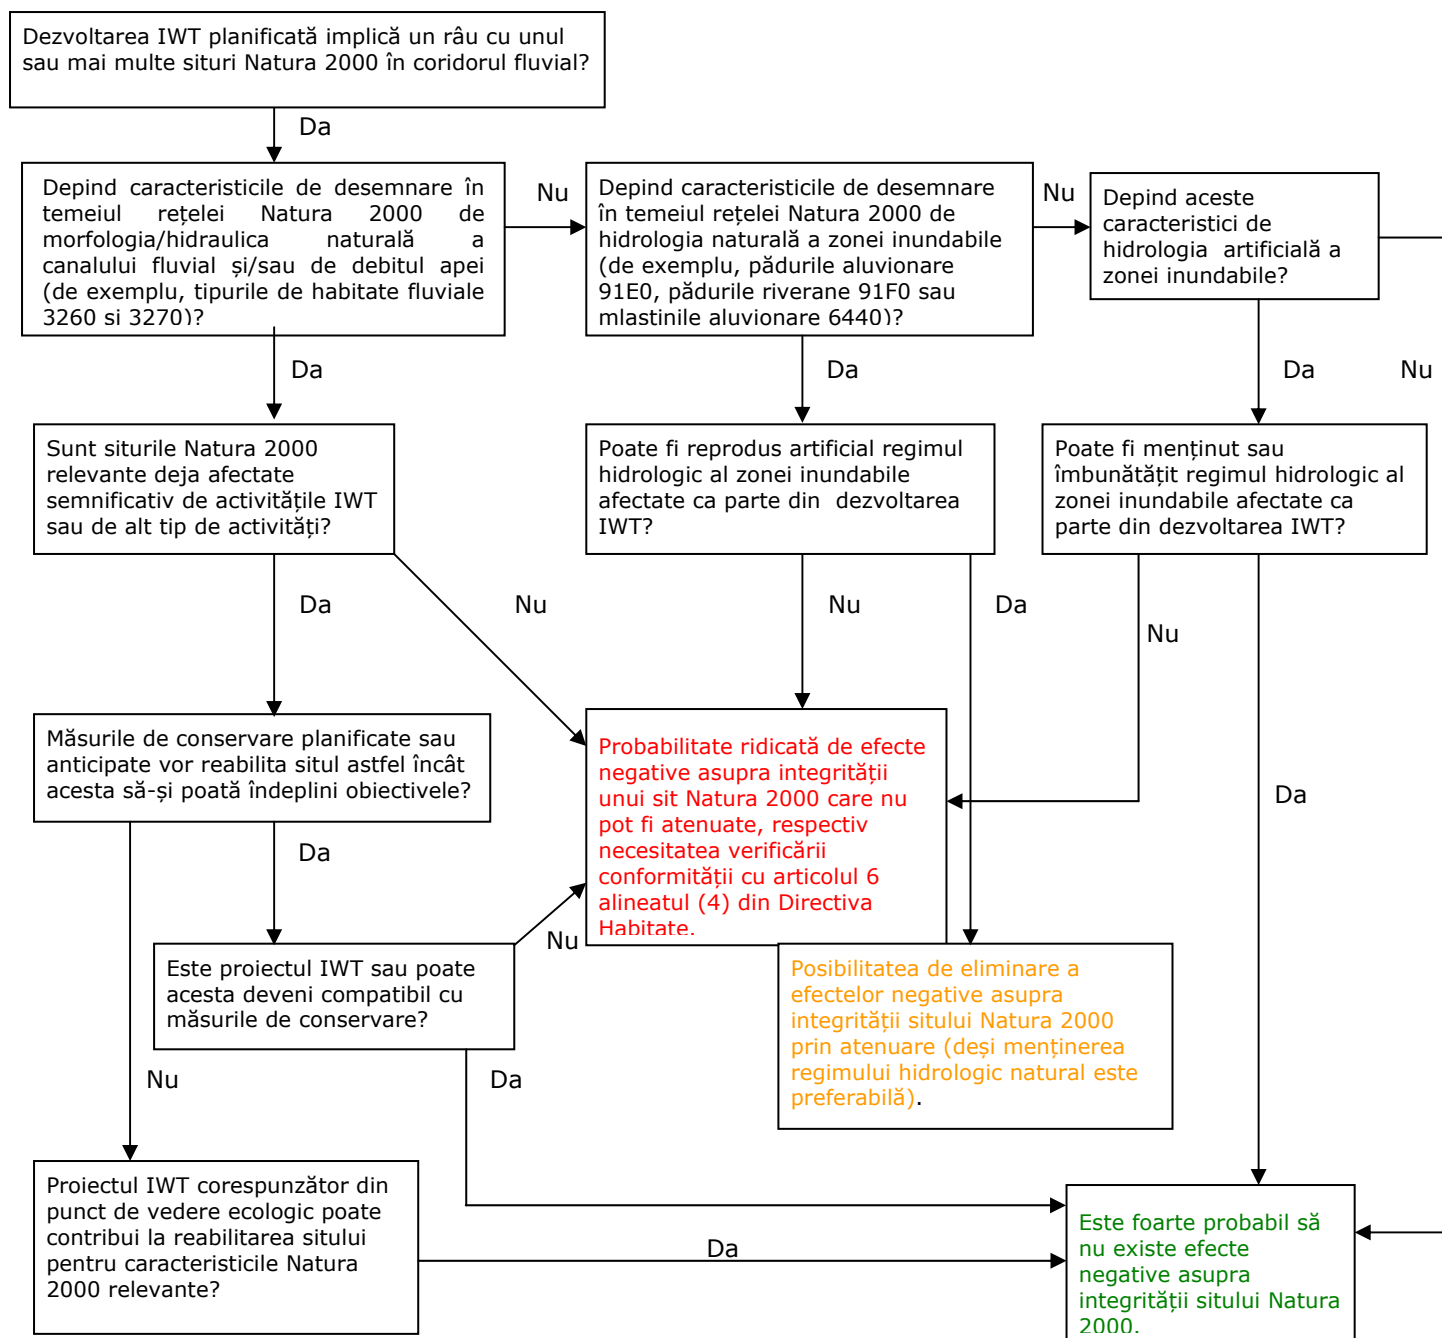 Dezvoltarea IWT planificată implică un râu cu unul
sau mai multe situri Natura 2000 în coridorul fluvial?
Da
Depind caracteristicile de desemnare în
temeiul rețelei Natura 2000 de
morfologia/hidraulica naturală a
canalului fluvial și/sau de debitul apei
(de exemplu, tipurile de habitate fluviale
3260 si 3270)?
Nu
Depind caracteristicile de desemnare
în temeiul rețelei Natura 2000 de
hidrologia naturală a zonei inundabile
(de exemplu, pădurile aluvionare
91E0, pădurile riverane 91F0 sau
mlastinile aluvionare 6440)?
Nu
Depind aceste
caracteristici de
hidrologia artificială a
zonei inundabile?
Da
Da
Da
Nu
Sunt siturile Natura 2000
relevante deja afectate
semnificativ de activitățile IWT
sau de alt tip de activități?
Poate fi reprodus artificial regimul
hidrologic al zonei inundabile
afectate ca parte din dezvoltarea
IWT?
Poate fi menținut sau
îmbunătățit regimul hidrologic al
zonei inundabile afectate ca
parte din dezvoltarea IWT?
Da
Nu
Nu
Da
Nu
Da
Măsurile de conservare planificate sau
anticipate vor reabilita situl astfel încât
acesta să-și poată îndeplini obiectivele?
Probabilitate ridicată de efecte
negative asupra integrității
unui sit Natura 2000 care nu
pot fi atenuate, respectiv
necesitatea verificării
conformității cu articolul 6
alineatul (4) din Directiva
Habitate.
Da
Nu
Este proiectul IWT sau poate
acesta deveni compatibil cu
măsurile de conservare?
Posibilitatea de eliminare a
efectelor negative asupra
integrității sitului Natura 2000
prin atenuare (deși menținerea
regimului hidrologic natural este
preferabilă).
Nu
Da
Proiectul IWT corespunzător din
punct de vedere ecologic poate
contribui la reabilitarea sitului
pentru caracteristicile Natura
2000 relevante?
Da
Este foarte probabil să
nu existe efecte
negative asupra
integrității sitului Natura
2000.